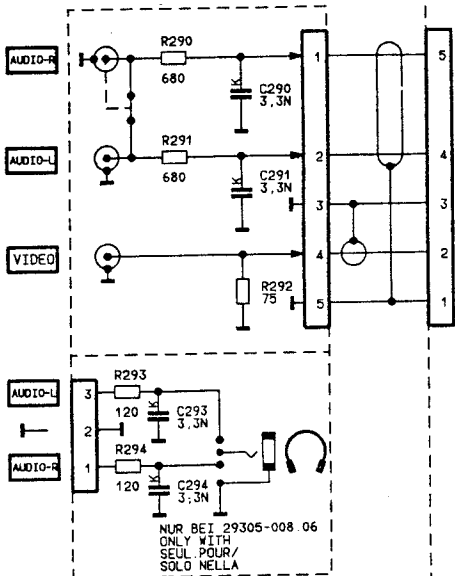 R290
AUDIO-R
680
K
C290
3,3N
1
5
R291
AUDIO-L
680
K
C291
3,3N
2
4
3
3
VIDEO
4
2
R292
75
5
1
R293
AUDIO-L
3
120
K
C293
3,3N
2
R294
AUDIO-R
1
120
K
C294
3,3N
NUR BEI 29305-008.06
ONLY WITH
SEUL.POUR/
SOLO NELLA